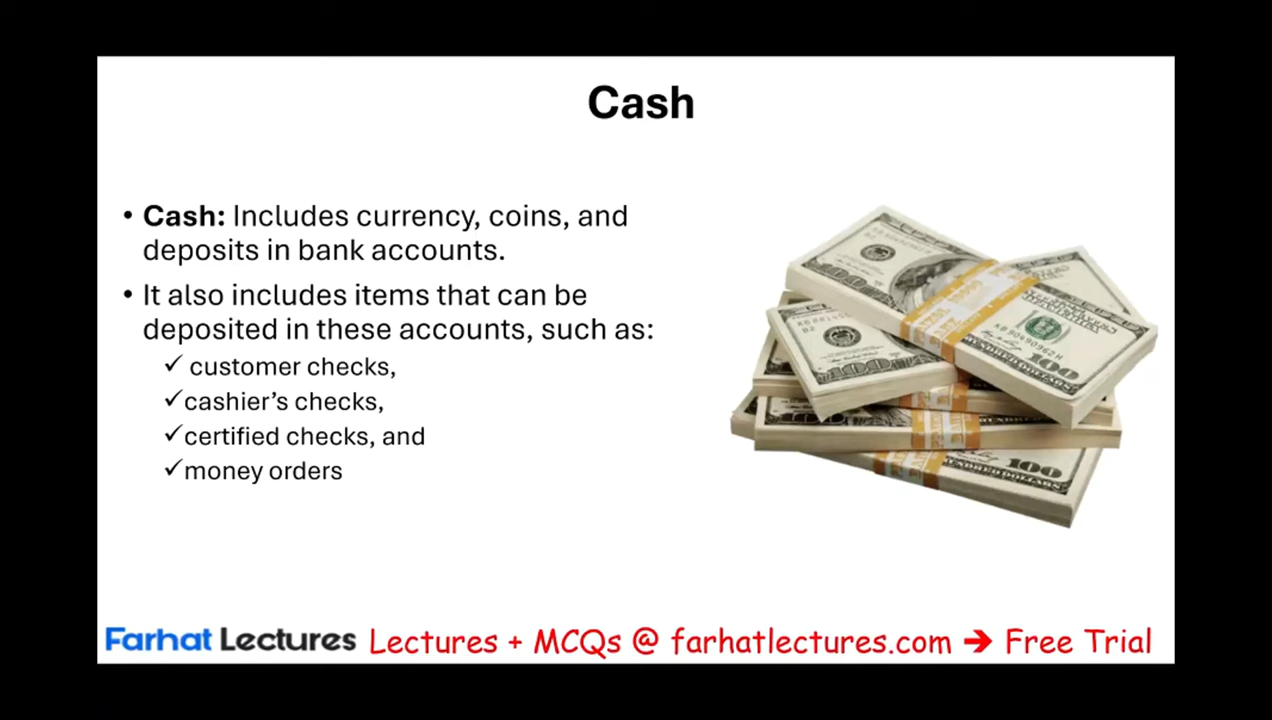 Cash
• Cash: Includes currency, coins, and
deposits in bank accounts.
• It also includes items that can be
deposited in these accounts, such as:
✓ customer checks,
✓cashier’s checks,
✓certified checks, and
✓money orders
Farhat Lectures Lectures + MCQs @ farhatlectures.com ➔ Free Trial